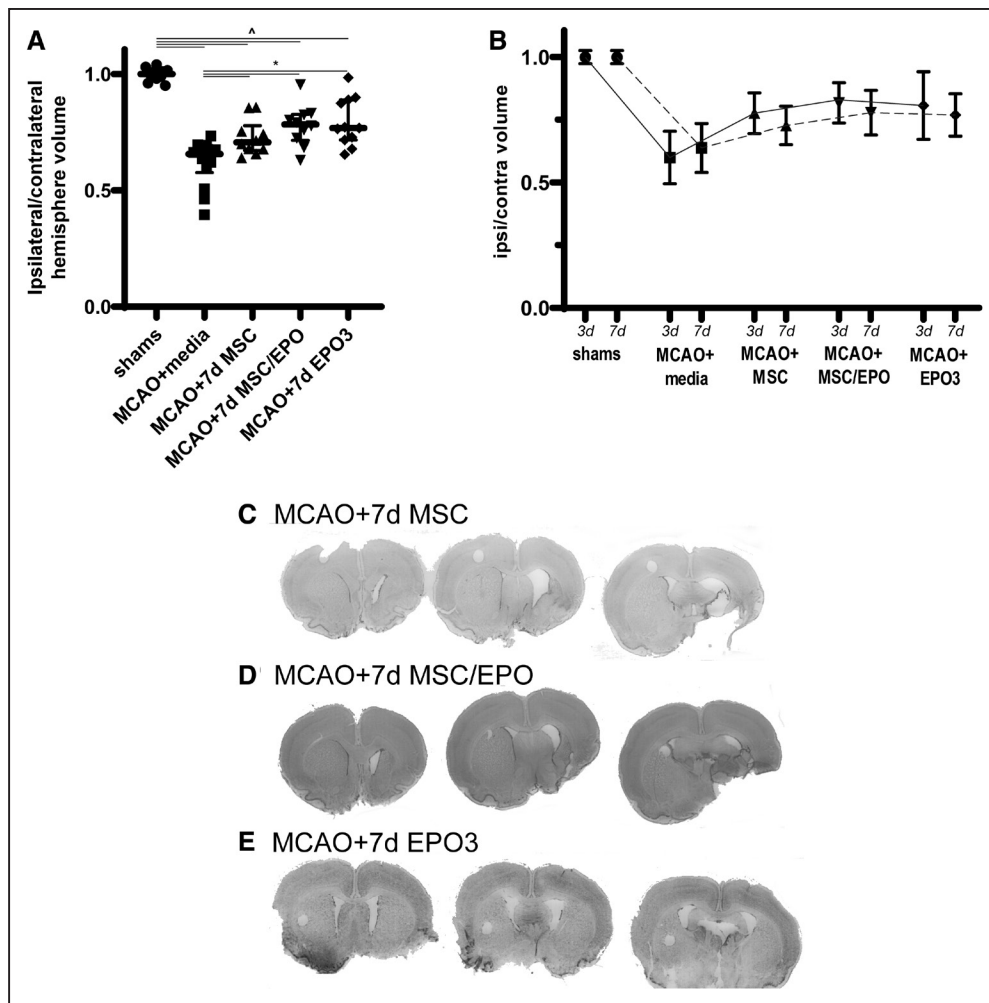 A
^
*
1.0
0.5
0.0
Ipsilateral/contralateral
hemisphere volume
shams
MCAO+media
MCAO+7d MSC
MCAO+7d MSC/EPO
MCAO+7d EPO3
B
1.0
0.5
0.0
ipsi/contra volume
3d 7d 3d 7d 3d 7d 3d 7d 3d 7d
shams MCAO+ MCAO+ MCAO+ MCAO+
media MSC MSC/EPO EPO3
C MCAO+7d MSC
D MCAO+7d MSC/EPO
E MCAO+7d EPO3